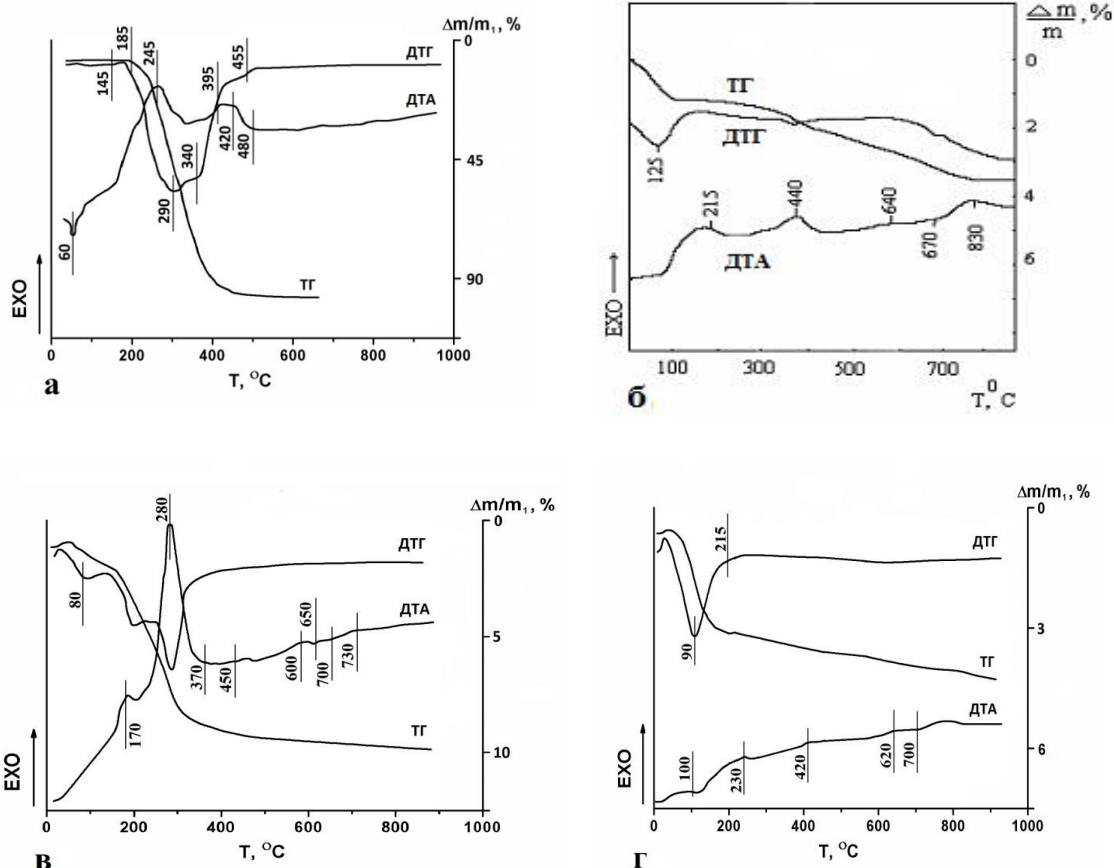 Δm/m₁, %
0
185
245
145
395
455
ДТГ
ДТА
420
480
340
45
290
60
90
ТГ
EXO
0 200 400 600 800 1000
T, °C
а
Δm/m, %
0
ТГ
ДТГ
2
125
215
440
640
4
670
830
ДТА
6
EXO
100 300 500 700
T, °C
б
Δm/m₁, %
0
280
ДТГ
80
ДТА
5
370
450
600
650
700
730
170
ТГ
10
EXO
0 200 400 600 800 1000
T, °C
в
Δm/m₁, %
0
215
ДТГ
90
3
ТГ
ДТА
100
230
420
620
700
6
EXO
0 200 400 600 800 1000
T, °C
г